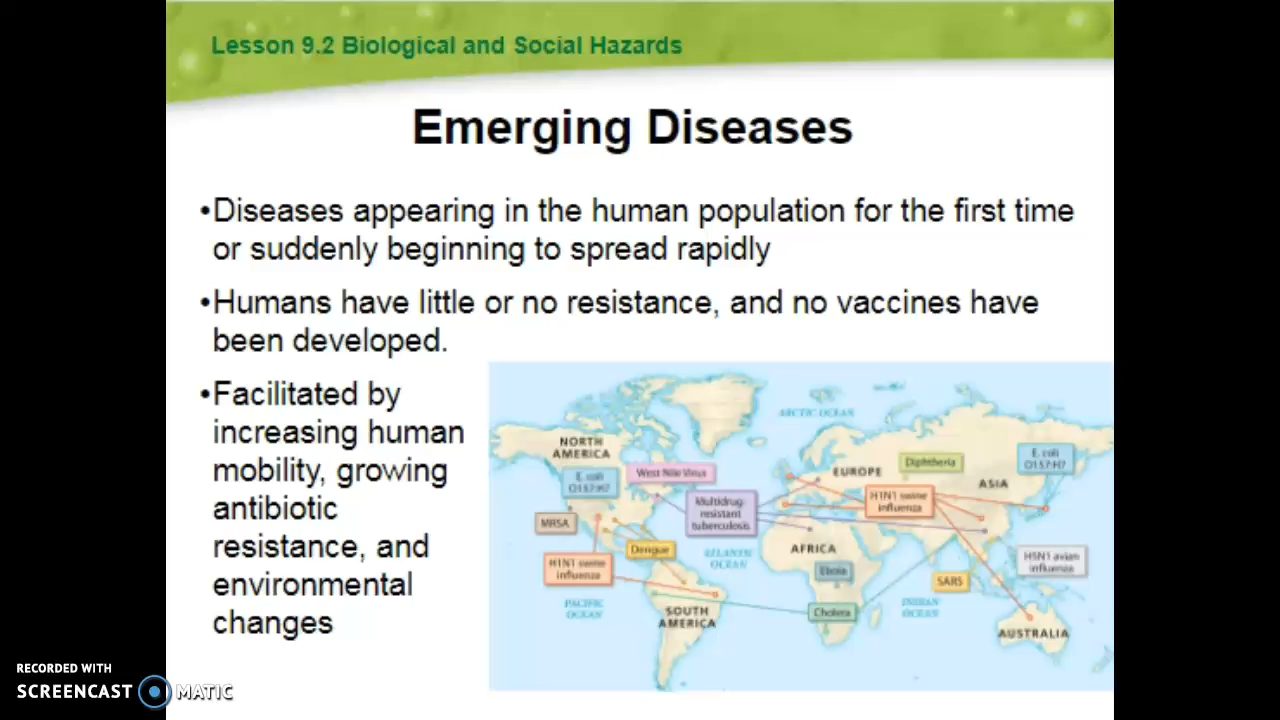 Lesson 9.2 Biological and Social Hazards
Emerging Diseases
•Diseases appearing in the human population for the first time
or suddenly beginning to spread rapidly
•Humans have little or no resistance, and no vaccines have
been developed.
•Facilitated by
increasing human
mobility, growing
antibiotic
resistance, and
environmental
changes
ARCTIC OCEAN
NORTH
AMERICA
E. coli
O157:H7
West Nile Virus
Multidrug-
resistant
tuberculosis
MRSA
Dengue
H1N1 swine
influenza
ATLANTIC
OCEAN
PACIFIC
OCEAN
SOUTH
AMERICA
EUROPE
Diphtheria
E. coli
O157:H7
ASIA
H1N1 swine
influenza
AFRICA
Ebola
Cholera
H5N1 avian
influenza
SARS
INDIAN
OCEAN
AUSTRALIA
RECORDED WITH
SCREENCAST MATIC